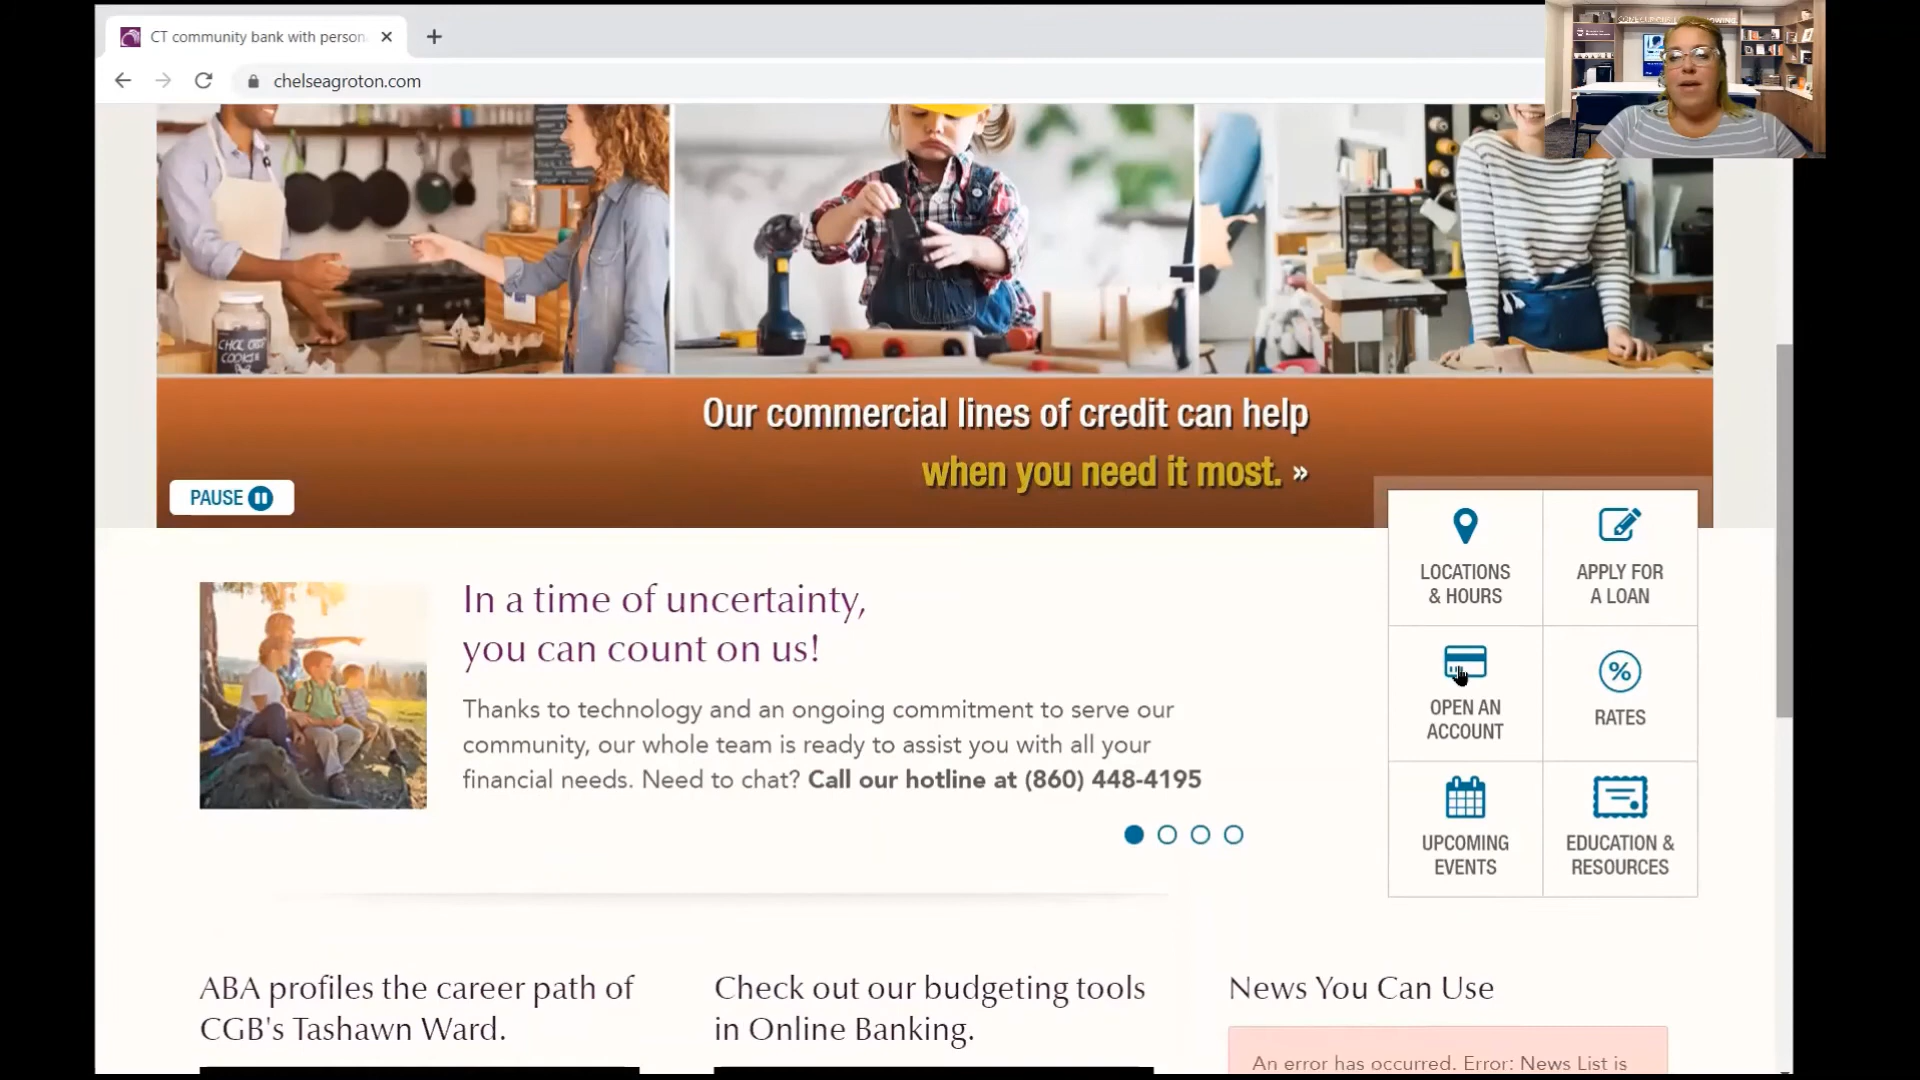 CT community bank with person
chelseagroton.com
CHOC CHIP
COOKIE
Our commercial lines of credit can help
when you need it most. »
PAUSE
LOCATIONS
& HOURS
APPLY FOR
A LOAN
In a time of uncertainty,
you can count on us!
Thanks to technology and an ongoing commitment to serve our
community, our whole team is ready to assist you with all your
financial needs. Need to chat? Call our hotline at (860) 448-4195
OPEN AN
ACCOUNT
%
RATES
UPCOMING
EVENTS
EDUCATION &
RESOURCES
ABA profiles the career path of
CGB's Tashawn Ward.
Check out our budgeting tools
in Online Banking.
News You Can Use
An error has occurred. Error: News List is